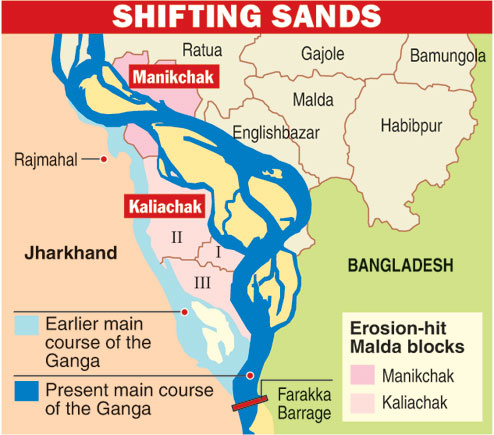 SHIFTING SANDS
Ratua
Gajole
Bamungola
Manikchak
Malda
Englishbazar
Habibpur
Rajmahal
Kaliachak
II
I
III
Jharkhand
BANGLADESH
Earlier main
course of the
Ganga
Present main course
of the Ganga
Farakka
Barrage
Erosion-hit
Malda blocks
Manikchak
Kaliachak